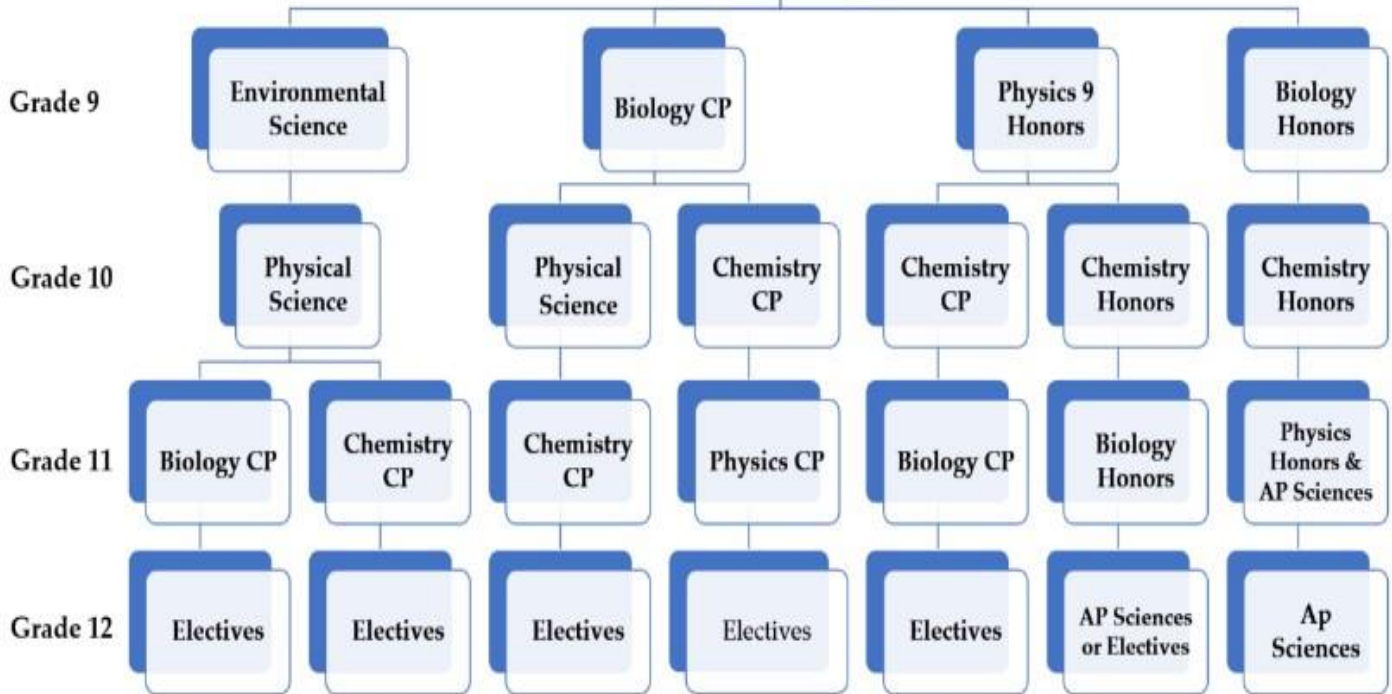 Grade 9
Environmental
Science
Biology CP
Physics 9
Honors
Biology
Honors
Grade 10
Physical
Science
Physical
Science
Chemistry
CP
Chemistry
CP
Chemistry
Honors
Chemistry
Honors
Grade 11
Biology CP
Chemistry
CP
Chemistry
CP
Physics CP
Biology CP
Biology
Honors
Physics
Honors &
AP Sciences
Grade 12
Electives
Electives
Electives
Electives
Electives
AP Sciences
or Electives
Ap
Sciences